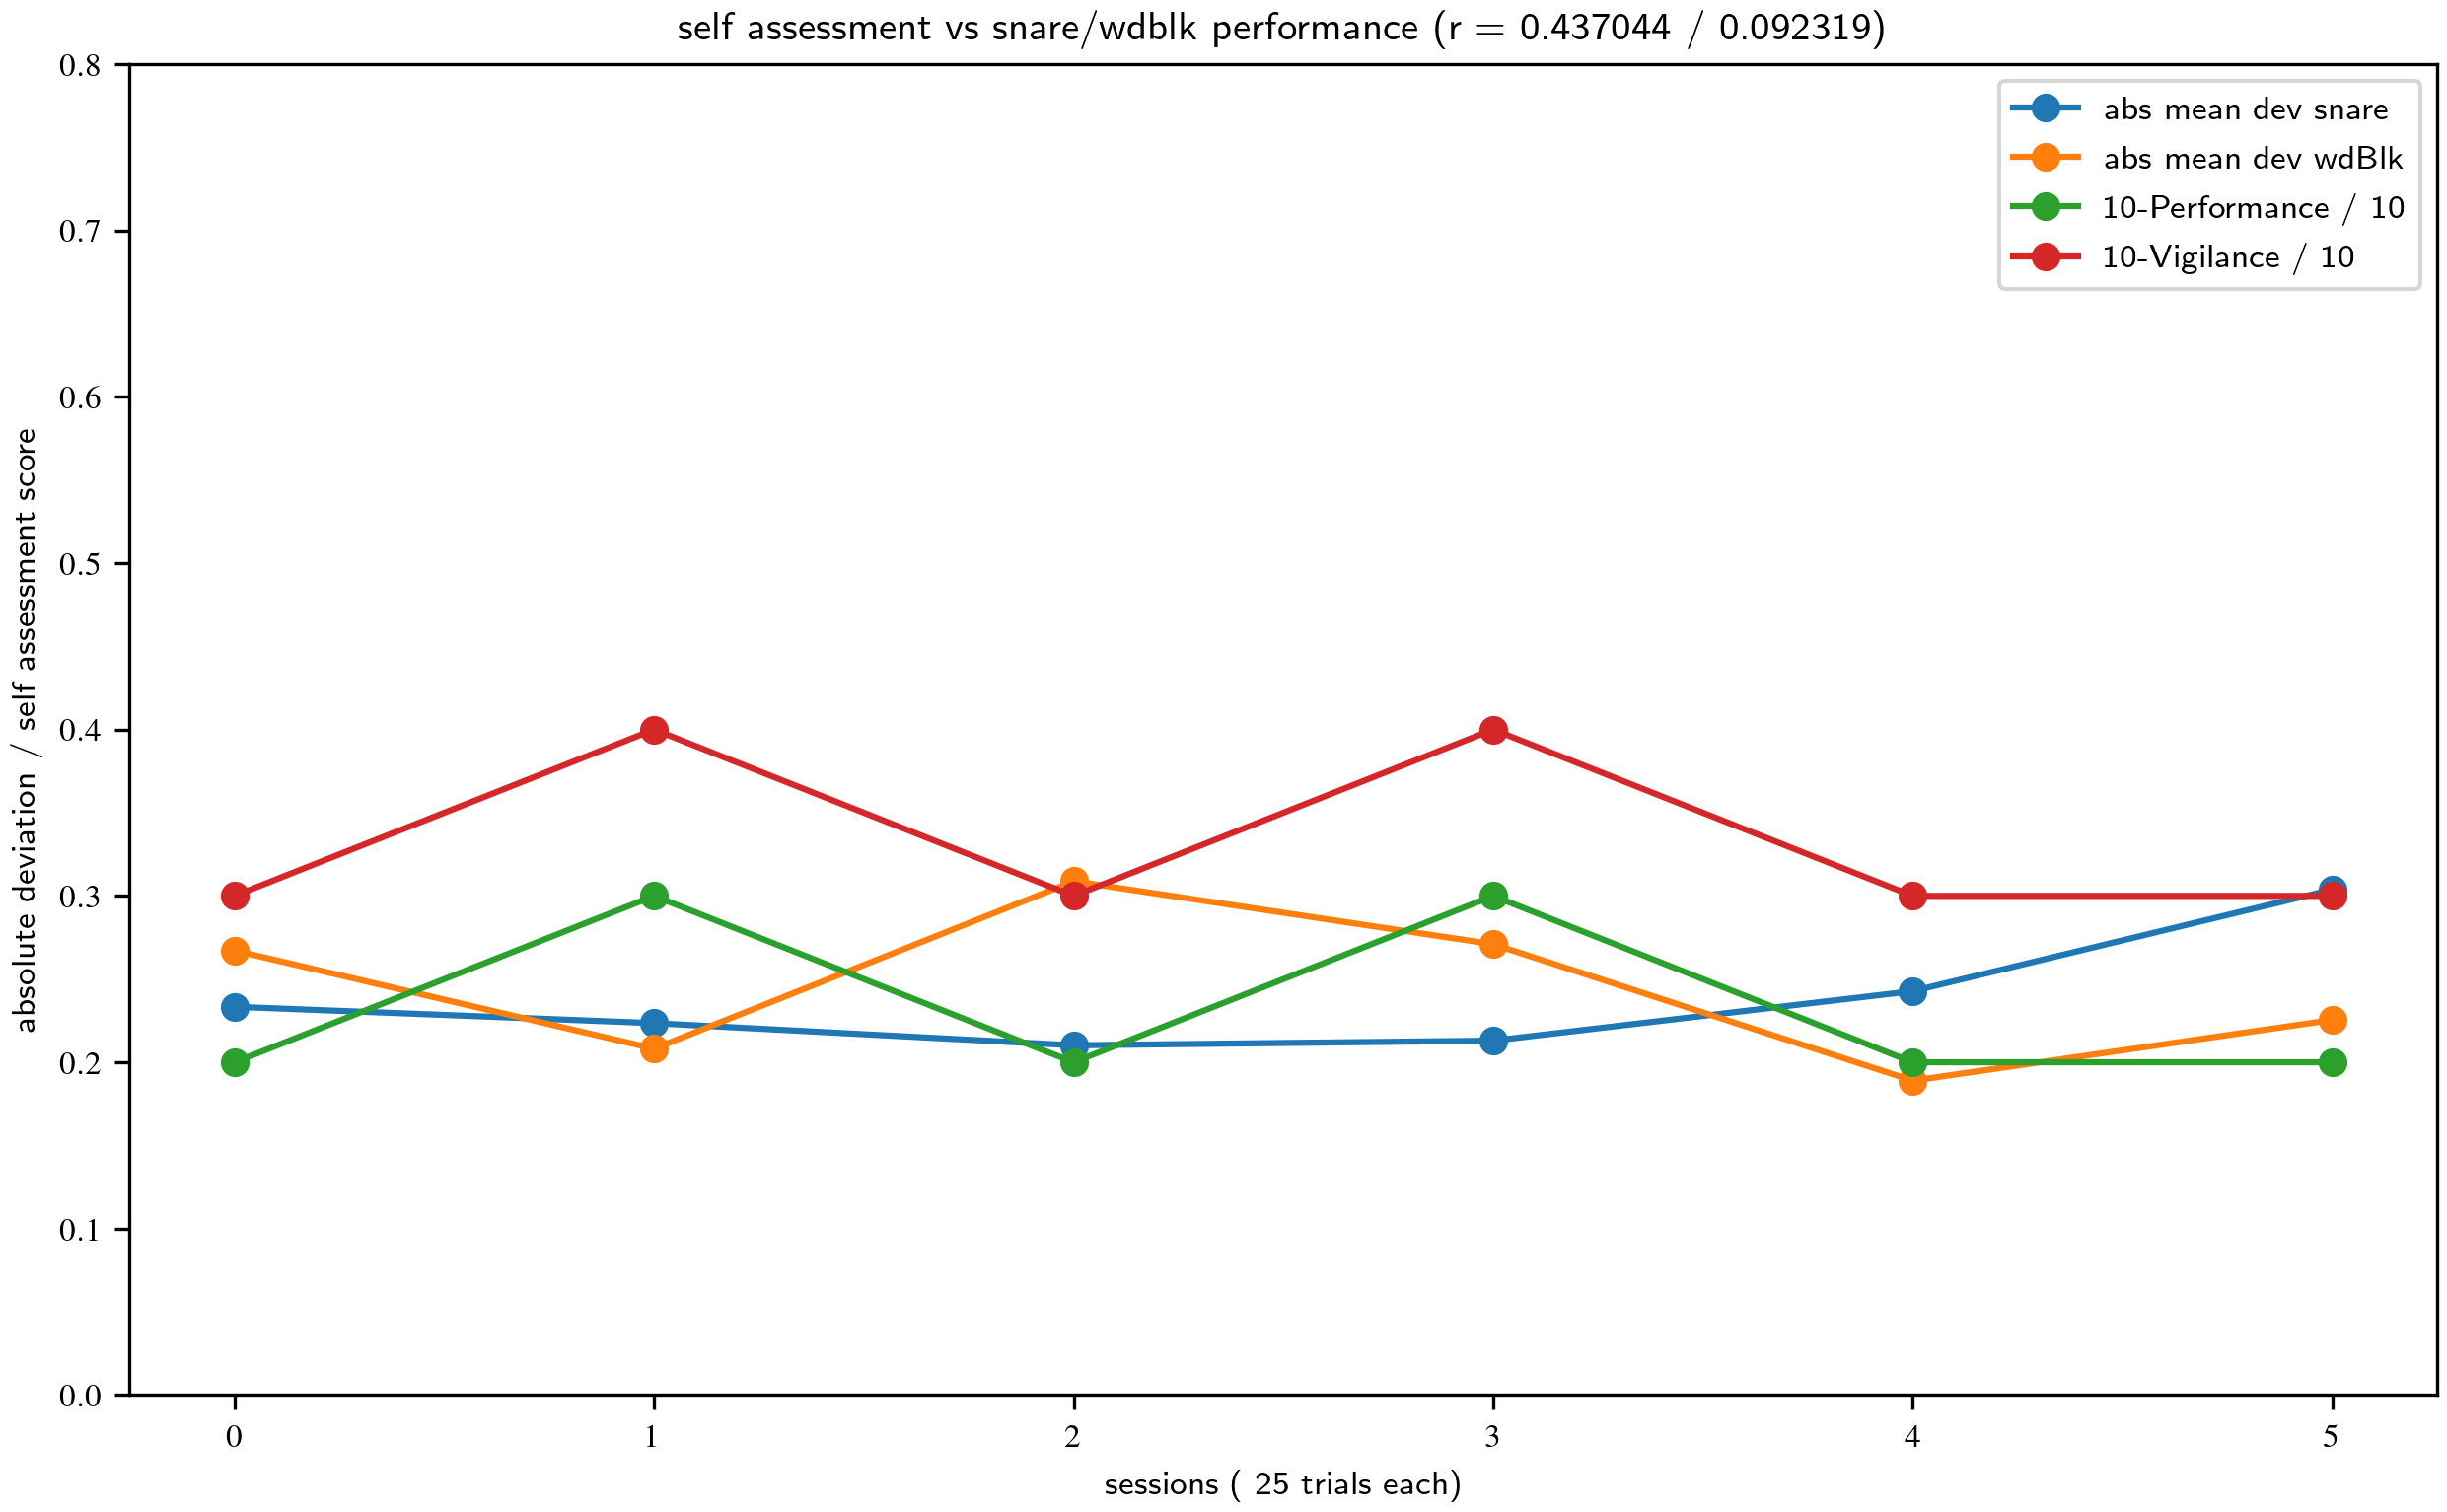 self assessment vs snare/wdblk performance (r = 0.437044 / 0.092319)
abs mean dev snare
abs mean dev wdBlk
10-Performance / 10
10-Vigilance / 10
absolute deviation / self assessment score
0.8
0.7
0.6
0.5
0.4
0.3
0.2
0.1
0.0
0 1 2 3 4 5
sessions ( 25 trials each)